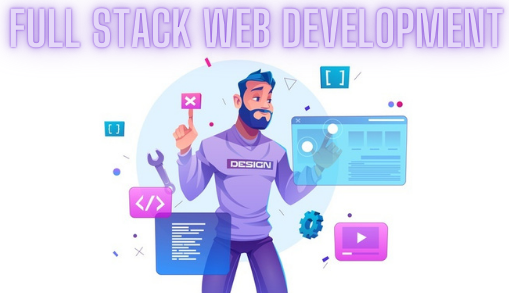 FULL STACK WEB DEVELOPMENT
[ ]
[ ]
DESIGN
</>